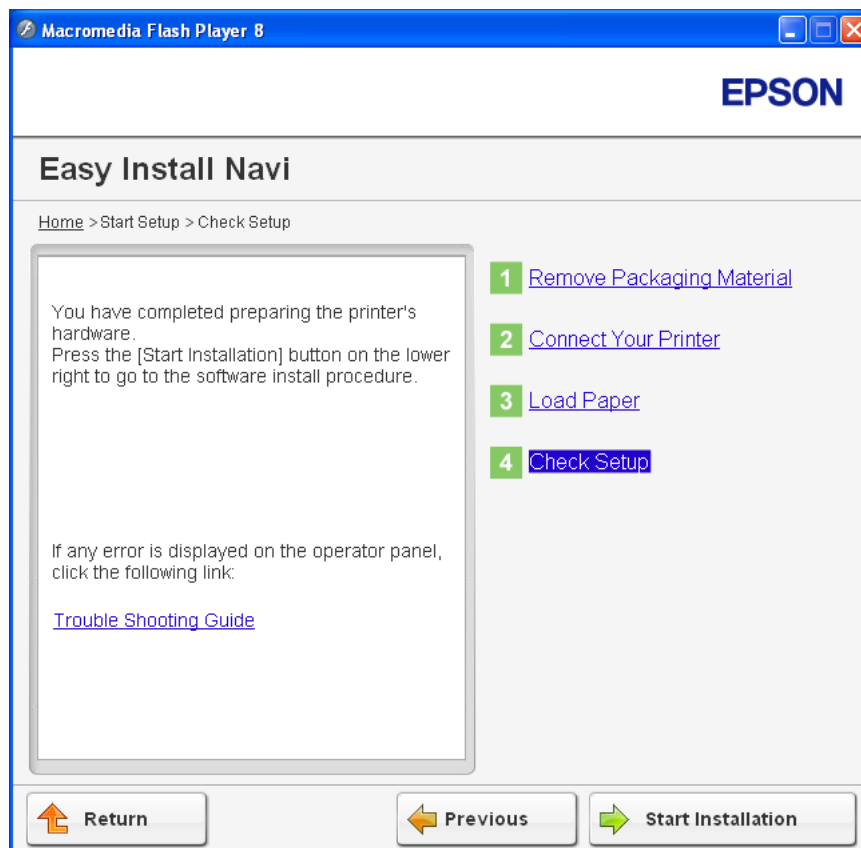 Macromedia Flash Player 8
EPSON
Easy Install Navi
Home > Start Setup > Check Setup
You have completed preparing the printer's
hardware.
Press the [Start Installation] button on the lower
right to go to the software install procedure.
If any error is displayed on the operator panel,
click the following link:
Trouble Shooting Guide
1 Remove Packaging Material
2 Connect Your Printer
3 Load Paper
4 Check Setup
Return
Previous
Start Installation